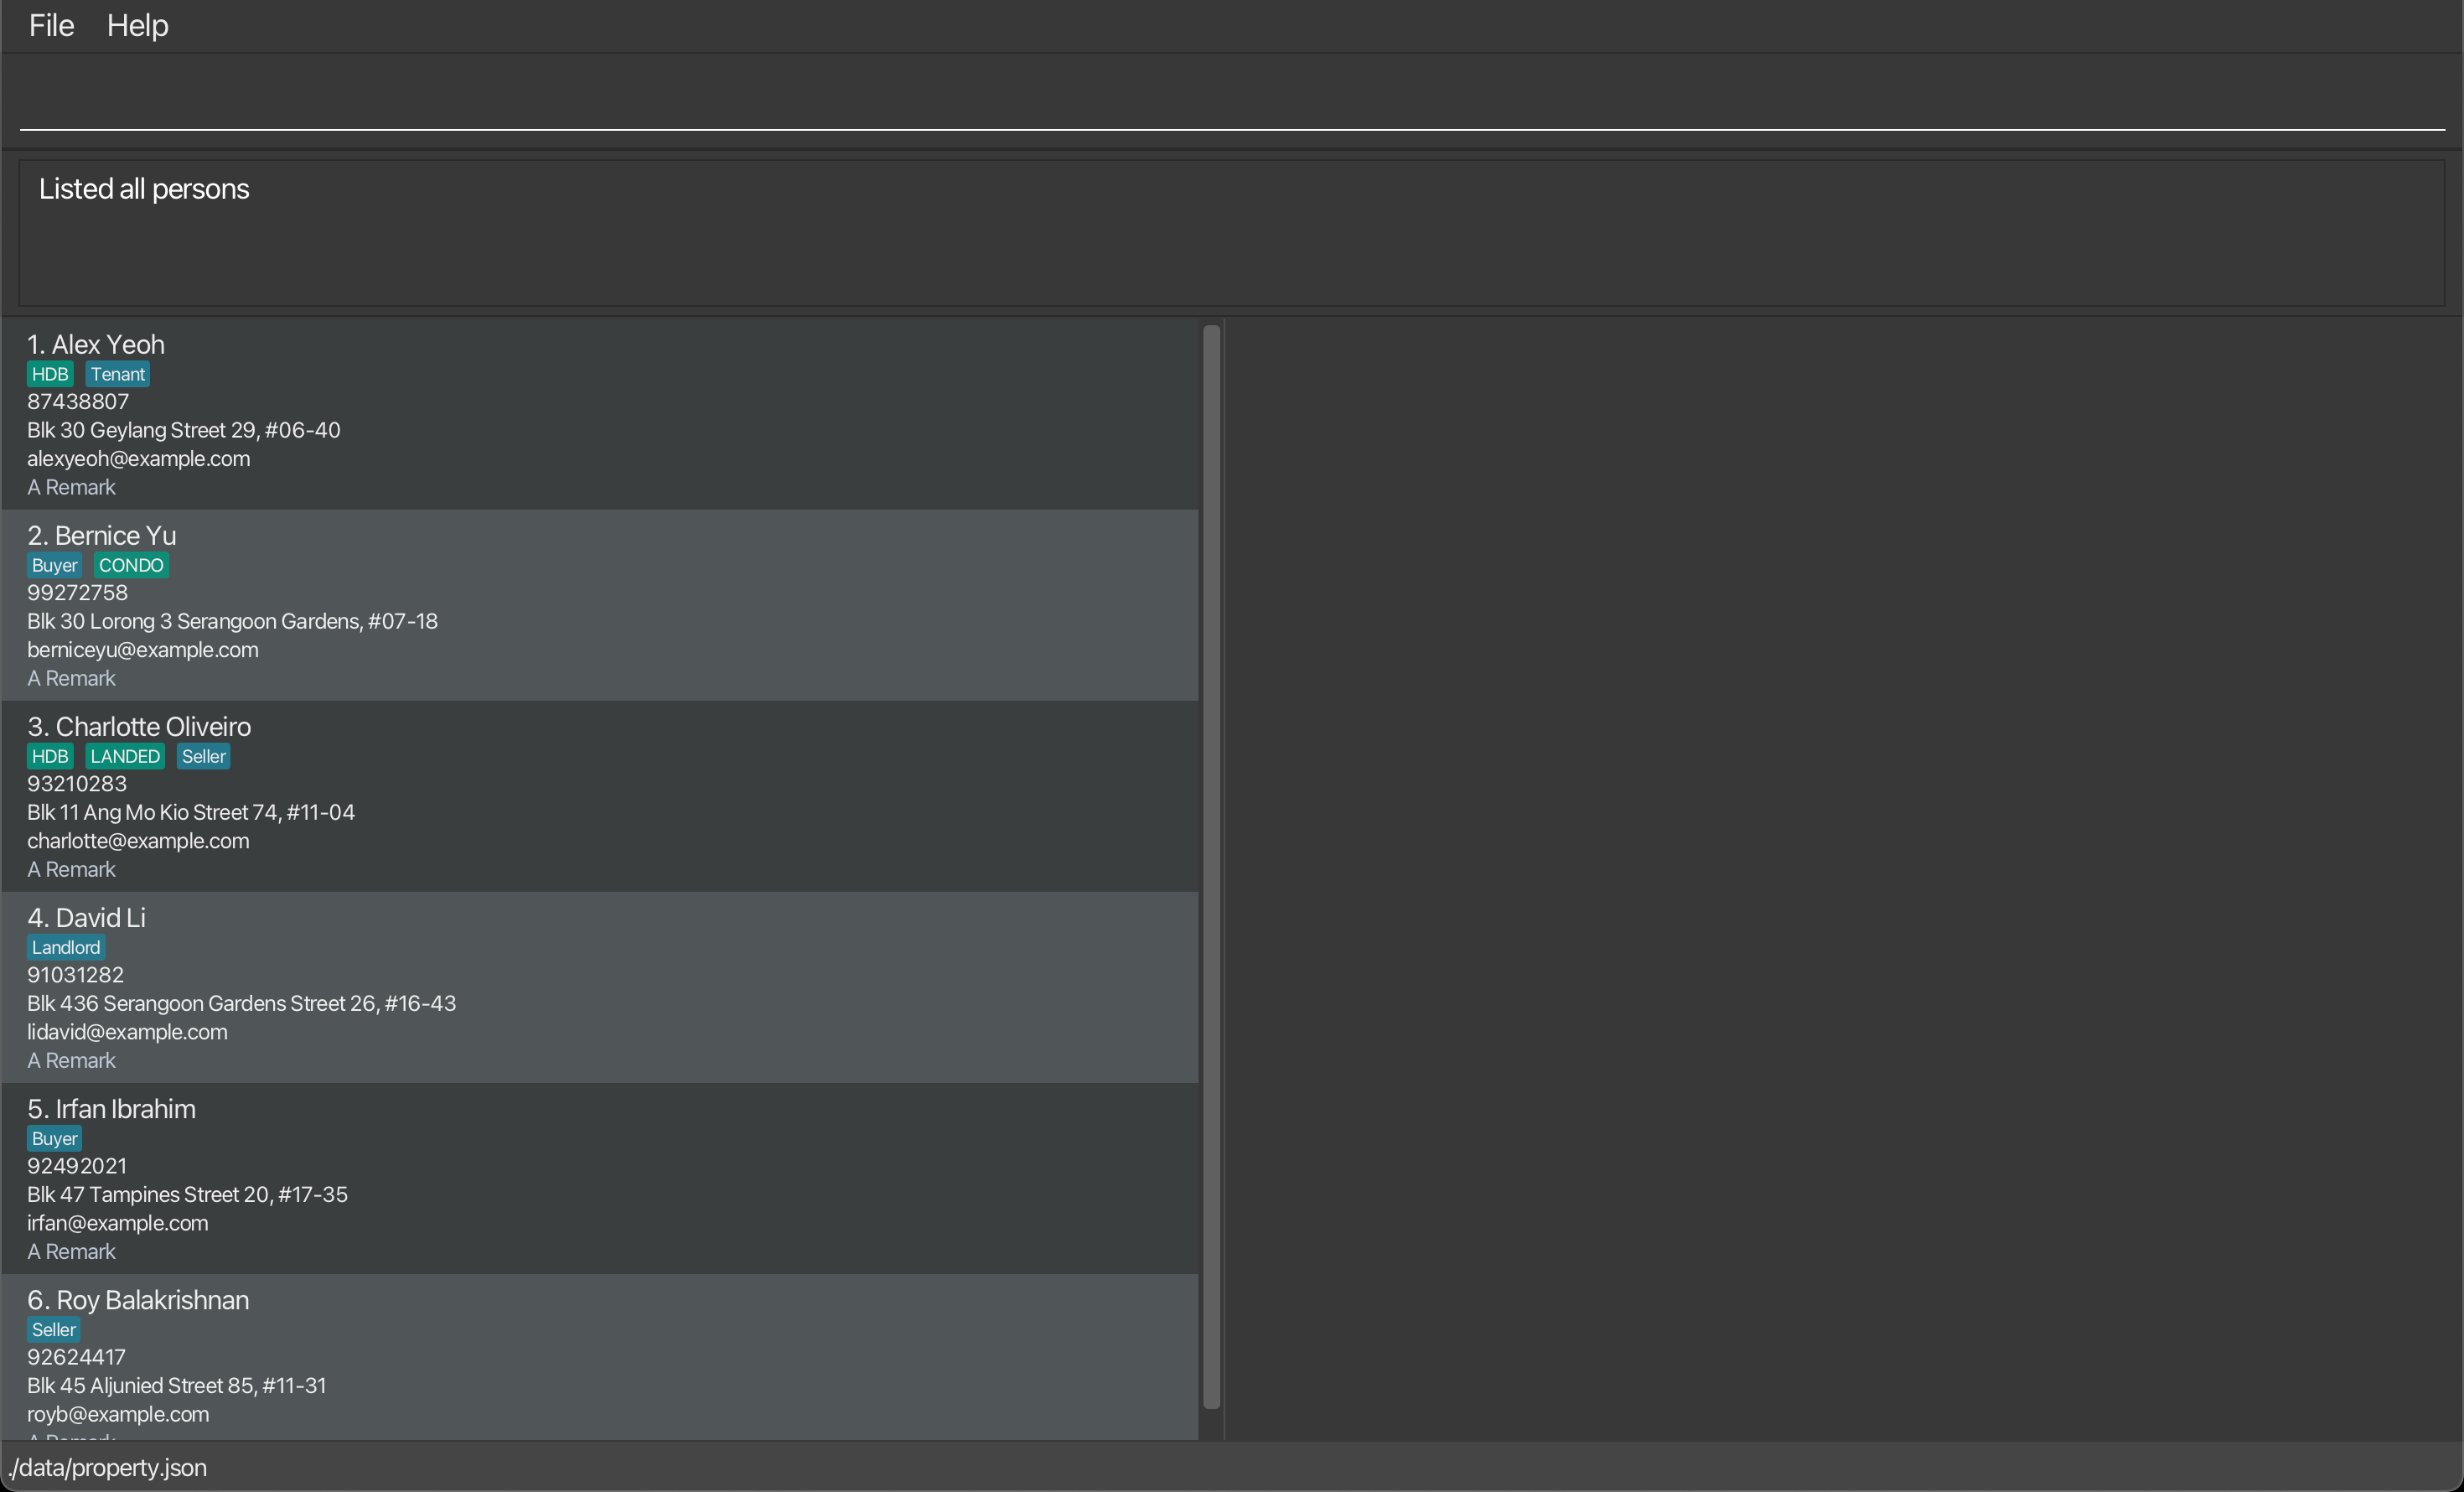 File Help
Listed all persons
1. Alex Yeoh
HDB Tenant
87438807
Blk 30 Geylang Street 29, #06-40
alexyeoh@example.com
A Remark
2. Bernice Yu
Buyer CONDO
99272758
Blk 30 Lorong 3 Serangoon Gardens, #07-18
berniceyu@example.com
A Remark
3. Charlotte Oliveiro
HDB LANDED Seller
93210283
Blk 11 Ang Mo Kio Street 74, #11-04
charlotte@example.com
A Remark
4. David Li
Landlord
91031282
Blk 436 Serangoon Gardens Street 26, #16-43
lidavid@example.com
A Remark
5. Irfan Ibrahim
Buyer
92492021
Blk 47 Tampines Street 20, #17-35
irfan@example.com
A Remark
6. Roy Balakrishnan
Seller
92624417
Blk 45 Aljunied Street 85, #11-31
royb@example.com
./data/property.json